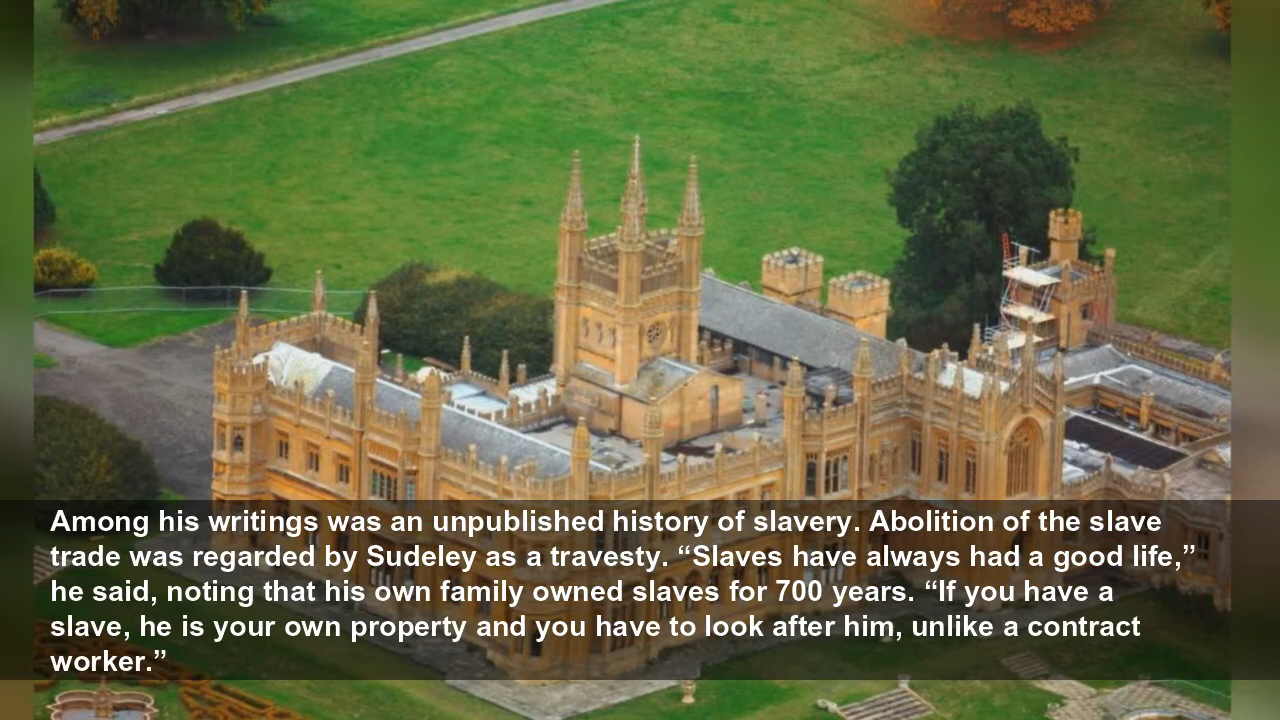 Among his writings was an unpublished history of slavery. Abolition of the slave
trade was regarded by Sudeley as a travesty. “Slaves have always had a good life,”
he said, noting that his own family owned slaves for 700 years. “If you have a
slave, he is your own property and you have to look after him, unlike a contract
worker.”